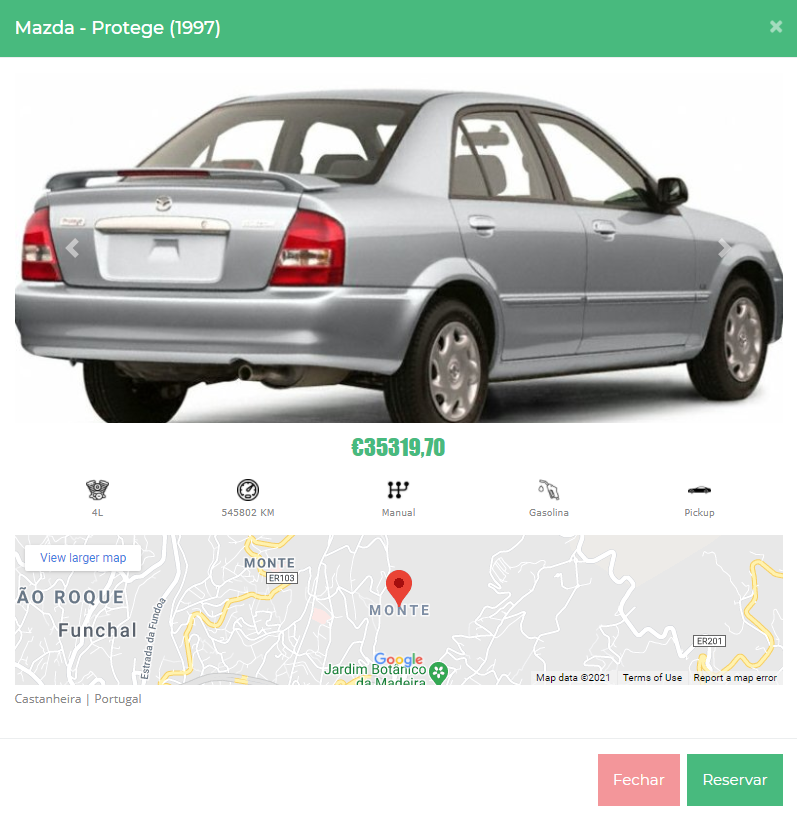 Mazda - Protege (1997)
×
Protegé
€35319,70
4L
545802 KM
Manual
Gasolina
Pickup
View larger map
MONTE
ER103
ÃO ROQUE
Funchal
Estrada da Fundoa
MONTE
ER201
Google
Jardim Botânico
da Madeira
Map data ©2021 Terms of Use Report a map error
Castanheira | Portugal
Fechar
Reservar